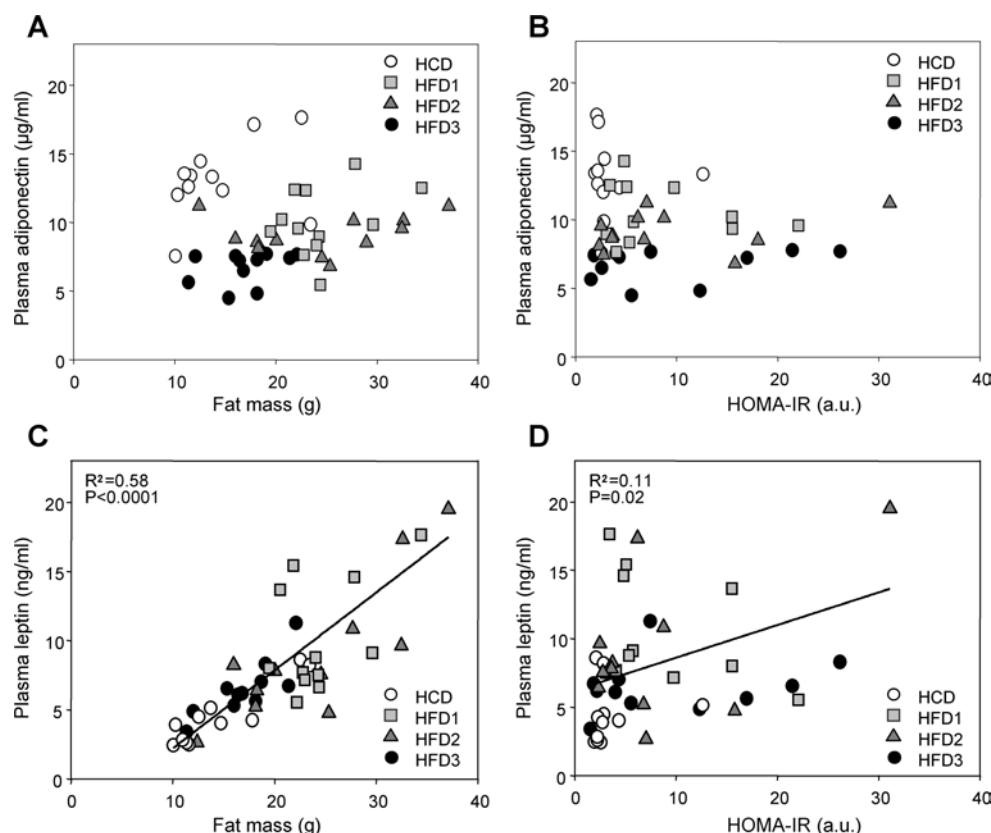 A
Plasma adiponectin (µg/ml)
20
15
10
5
0
0 10 20 30 40
Fat mass (g)
HCD
HFD1
HFD2
HFD3
B
Plasma adiponectin (µg/ml)
20
15
10
5
0
0 10 20 30 40
HOMA-IR (a.u.)
HCD
HFD1
HFD2
HFD3
C
R²=0.58
P<0.0001
Plasma leptin (ng/ml)
20
15
10
5
0
0 10 20 30 40
Fat mass (g)
HCD
HFD1
HFD2
HFD3
D
R²=0.11
P=0.02
Plasma leptin (ng/ml)
20
15
10
5
0
0 10 20 30 40
HOMA-IR (a.u.)
HCD
HFD1
HFD2
HFD3